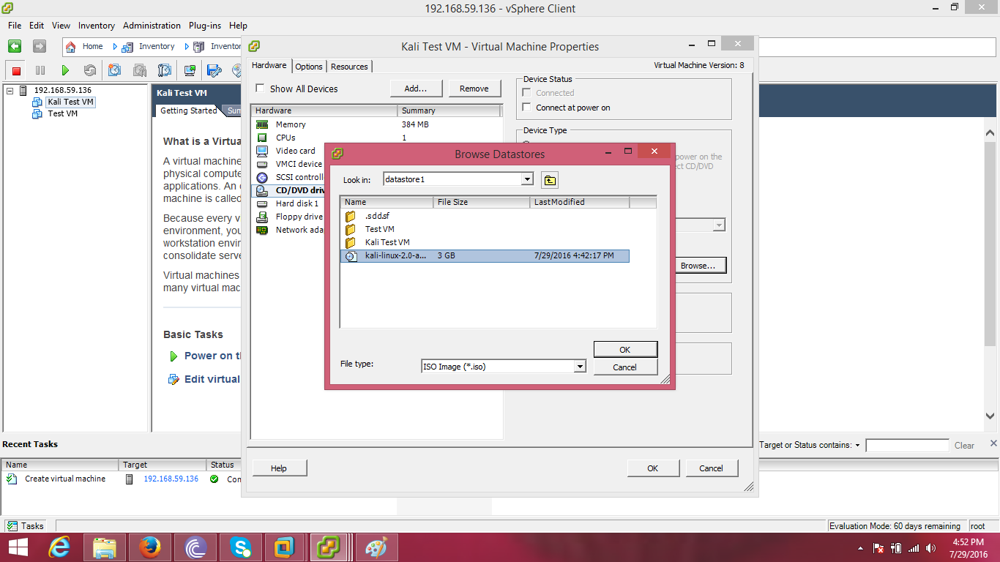 192.168.59.136 - vSphere Client
File Edit View Inventory Administration Plug-ins Help
Home Inventory Inventor
192.168.59.136
Kali Test VM
Test VM
Kali Test VM
Getting Started Sum
What is a Virtua
A virtual machine
physical compute
applications. An
machine is called
Because every v
environment, you
workstation envir
consolidate serve
Virtual machines
many virtual mac
Basic Tasks
Power on th
Edit virtual
Kali Test VM - Virtual Machine Properties
Hardware Options Resources
Virtual Machine Version: 8
Show All Devices Add... Remove
Hardware Summary
Memory 384 MB
CPUs 1
Video card
VMCI device
SCSI controll
CD/DVD driv
Hard disk 1
Floppy drive
Network ada
Device Status
Connected
Connect at power on
Device Type
power on the
ect CD/DVD
Browse...
Help OK Cancel
Browse Datastores
Look in: datastore1
Name File Size Last Modified
.sdd.sf
Test VM
Kali Test VM
kali-linux-2.0-a... 3 GB 7/29/2016 4:42:17 PM
OK
File type: ISO Image (*.iso) Cancel
Recent Tasks
Target or Status contains: Clear
Name Target Status
Create virtual machine 192.168.59.136 Con
Tasks Evaluation Mode: 60 days remaining root
4:52 PM
7/29/2016